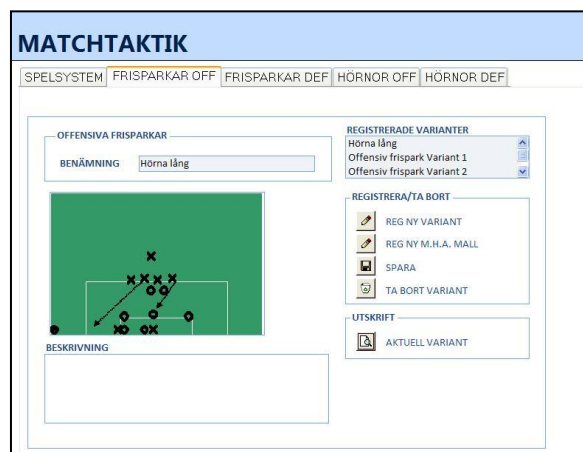 MATCHTAKTIK
SPELSYSTEM FRISPARKAR OFF FRISPARKAR DEF HÖRNOR OFF HÖRNOR DEF
OFFENSIVA FRISPARKAR
BENÄMNING Hörna lång
REGISTRERADE VARIANTER
Hörna lång
Offensiv frispark Variant 1
Offensiv frispark Variant 2
REGISTRERA/TA BORT
REG NY VARIANT
REG NY M.H.A. MALL
SPARA
TA BORT VARIANT
UTSKRIFT
AKTUELL VARIANT
BESKRIVNING